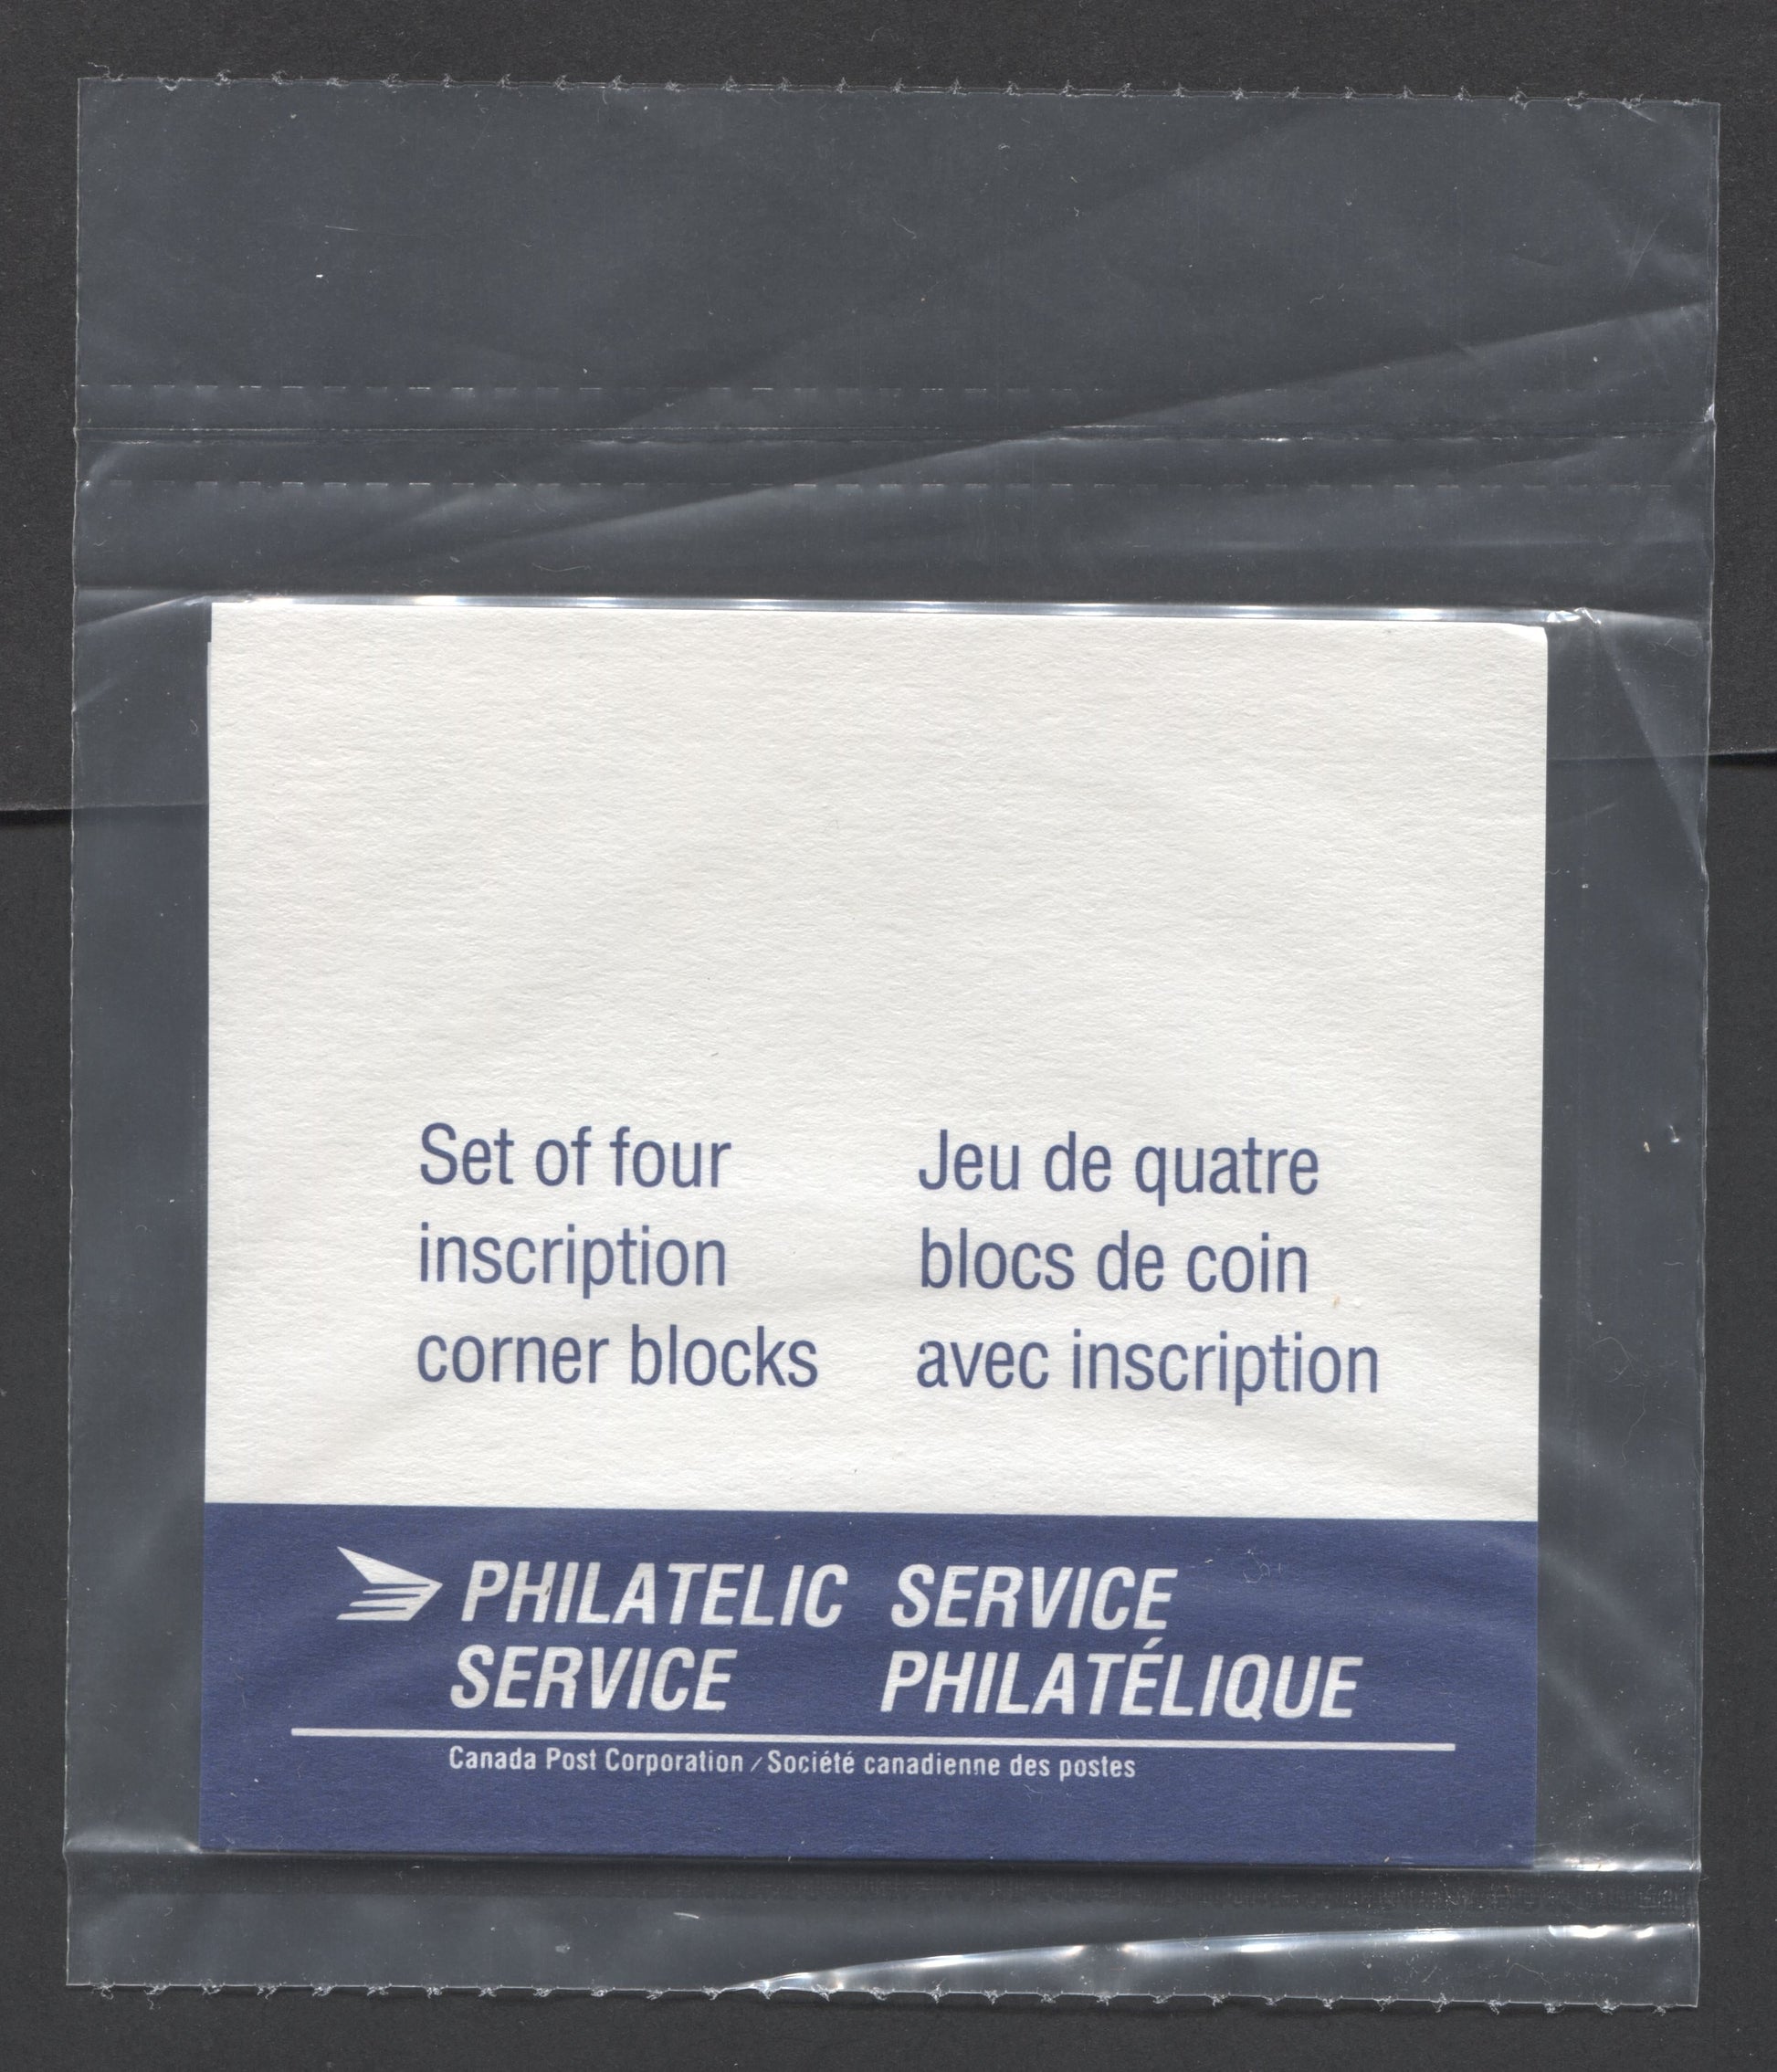 Set of four
inscription
corner blocks
Jeu de quatre
blocs de coin
avec inscription
PHILATELIC
SERVICE
SERVICE
PHILATÉLIQUE
Canada Post Corporation / Société canadienne des postes